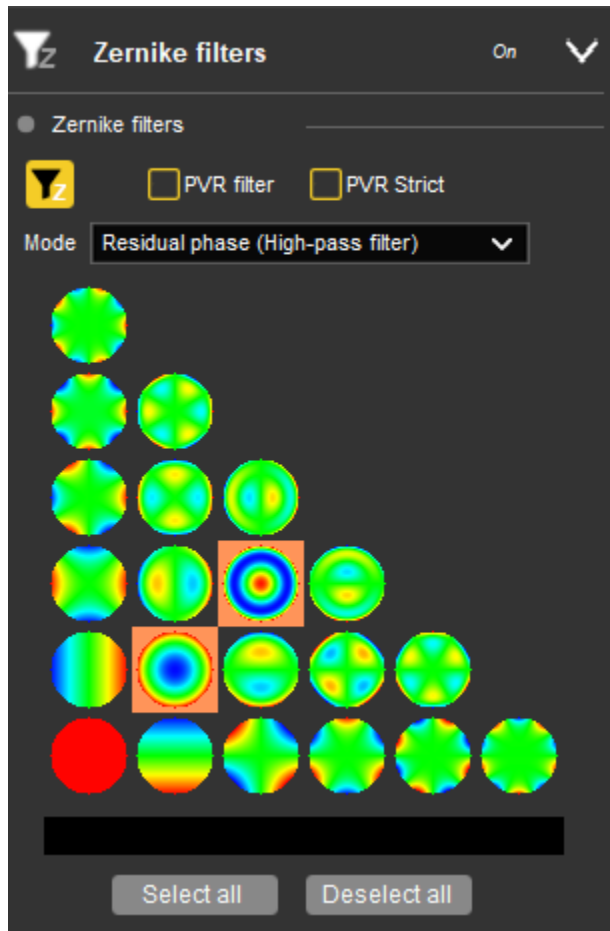 Z Zernike filters On
Zernike filters
Z PVR filter PVR Strict
Mode Residual phase (High-pass filter)
Select all Deselect all